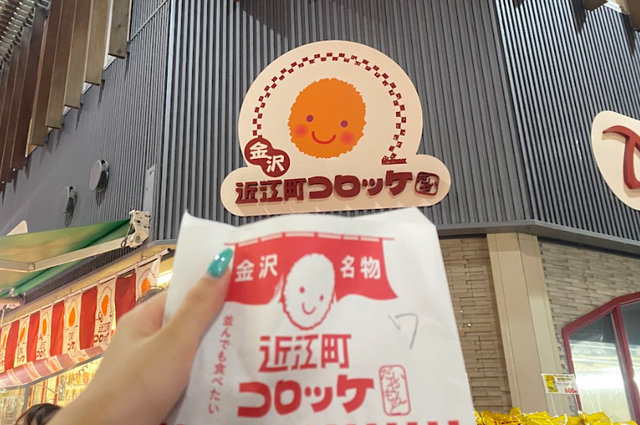 金沢
近江町コロッケ
金沢 名物
並んでも食べたい
近江町
コロッケ